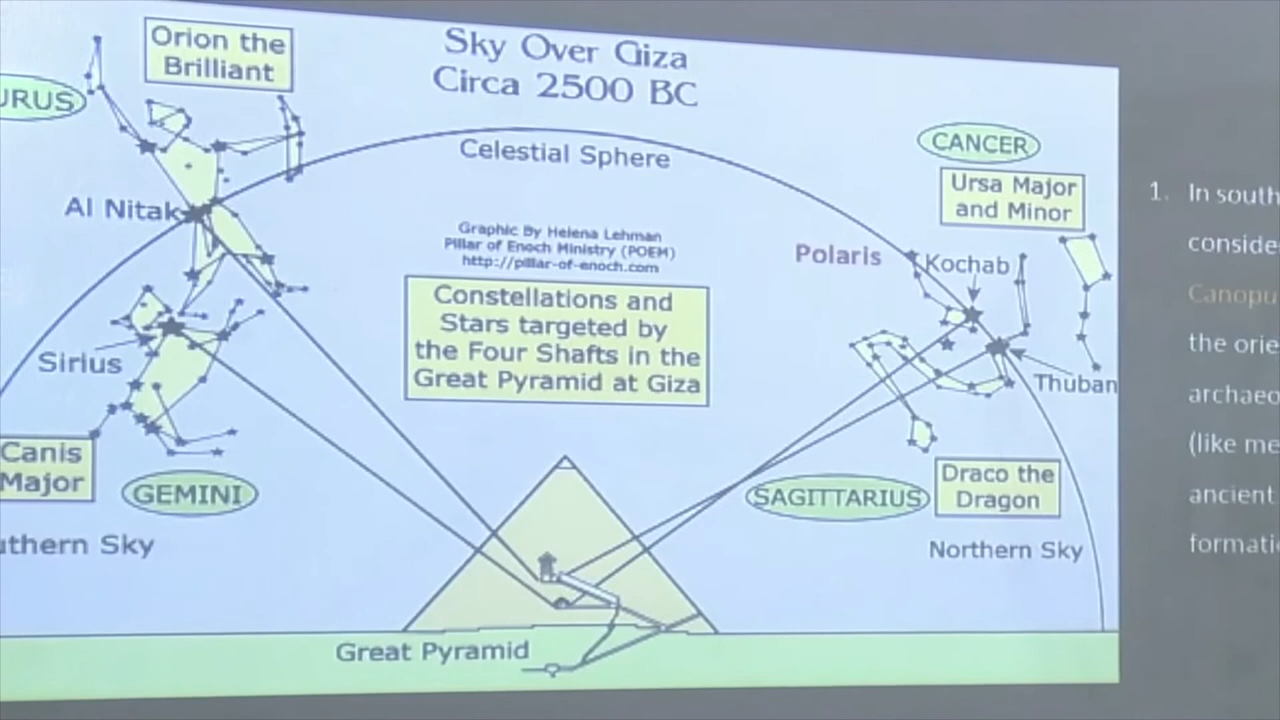 Sky Over Giza
Circa 2500 BC
Orion the
Brilliant
URUS
Celestial Sphere
CANCER
Ursa Major
and Minor
Al Nitak
Graphic By Helena Lehman
Pillar of Enoch Ministry (POEM)
http://pillar-of-enoch.com
Polaris
Kochab
Constellations and
Stars targeted by
the Four Shafts in the
Great Pyramid at Giza
Sirius
Thuban
Canis
Major
GEMINI
SAGITTARIUS
Draco the
Dragon
uthern Sky
Northern Sky
Great Pyramid
1. In south
conside
Canopu
the orie
archaeo
(like me
ancient
formatio